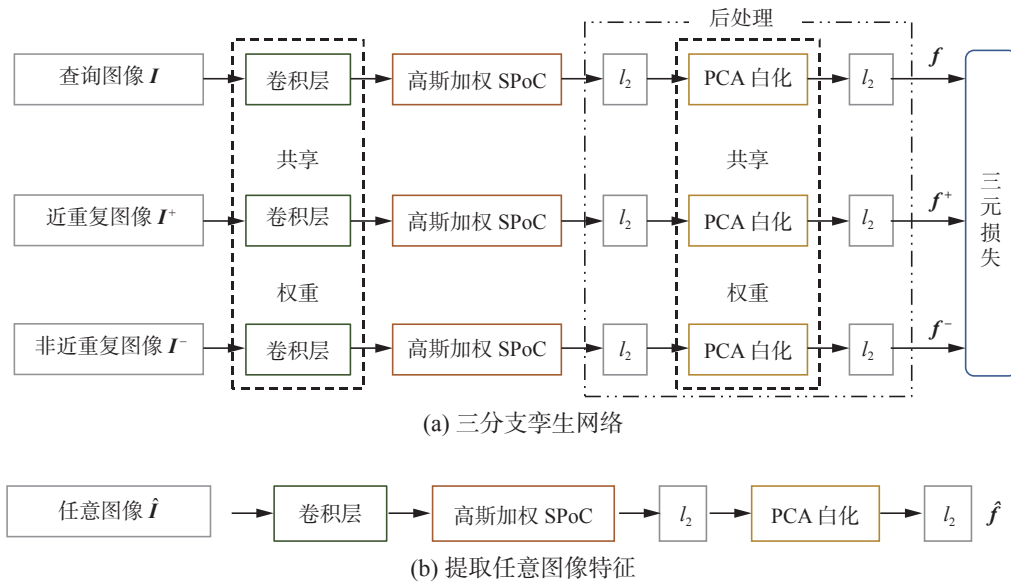 后处理
查询图像 I 卷积层 高斯加权 SPoC l₂ PCA 白化 l₂ f
共享 共享
近重复图像 I⁺ 卷积层 高斯加权 SPoC l₂ PCA 白化 l₂ f⁺
三元损失
权重 权重
非近重复图像 I⁻ 卷积层 高斯加权 SPoC l₂ PCA 白化 l₂ f⁻
(a) 三分支孪生网络
任意图像 Î 卷积层 高斯加权 SPoC l₂ PCA 白化 l₂ f̂
(b) 提取任意图像特征